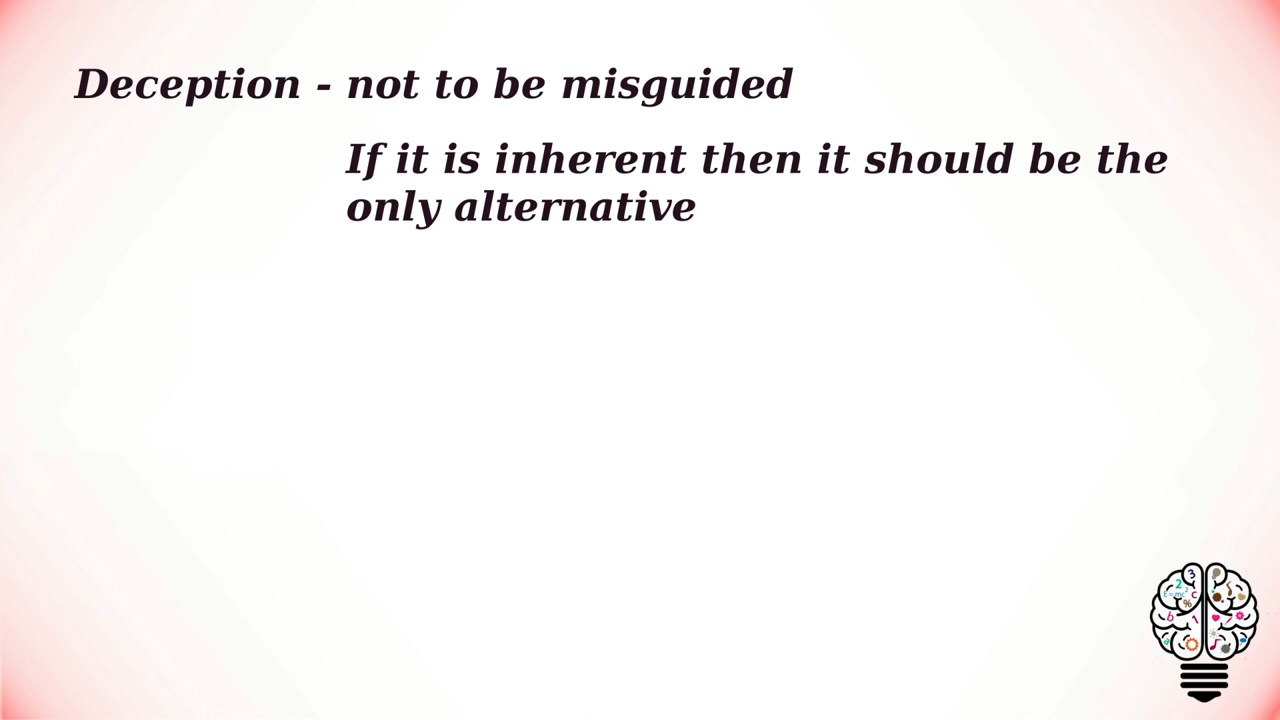 Deception - not to be misguided
If it is inherent then it should be the
only alternative